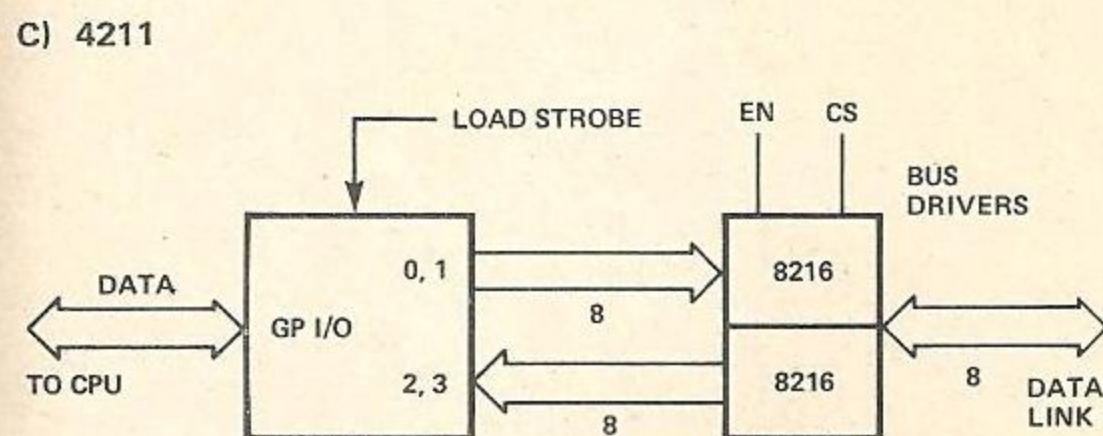 C) 4211
LOAD STROBE
EN
CS
BUS
DRIVERS
DATA
TO CPU
GP I/O
0, 1
2, 3
8
8
8216
8216
8
DATA
LINK